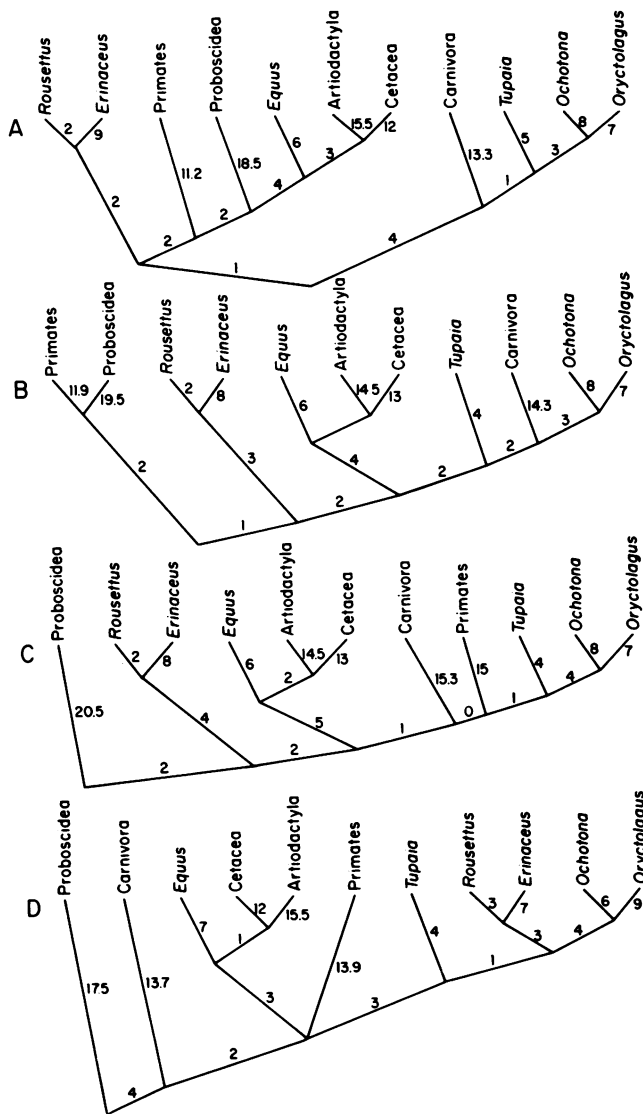 A
Rousettus
Erinaceus
Primates
Proboscidea
Equus
Artiodactyla
Cetacea
Carnivora
Tupaia
Ochotona
Oryctolagus
2
9
11.2
18.5
6
15.5
12
13.3
5
8
7
2
2
2
4
3
1
3
4
1
B
Primates
Proboscidea
Rousettus
Erinaceus
Equus
Artiodactyla
Cetacea
Tupaia
Carnivora
Ochotona
Oryctolagus
11.9
19.5
2
8
6
14.5
13
4
14.3
8
7
2
3
4
2
2
3
1
2
C
Proboscidea
Rousettus
Erinaceus
Equus
Artiodactyla
Cetacea
Carnivora
Primates
Tupaia
Ochotona
Oryctolagus
20.5
2
8
6
14.5
13
15.3
15
4
8
7
2
4
5
1
0
1
4
2
2
D
Proboscidea
Carnivora
Equus
Cetacea
Artiodactyla
Primates
Tupaia
Rousettus
Erinaceus
Ochotona
Oryctolagus
17.5
13.7
7
12
15.5
13.9
4
3
7
6
9
1
3
3
1
3
4
4
2